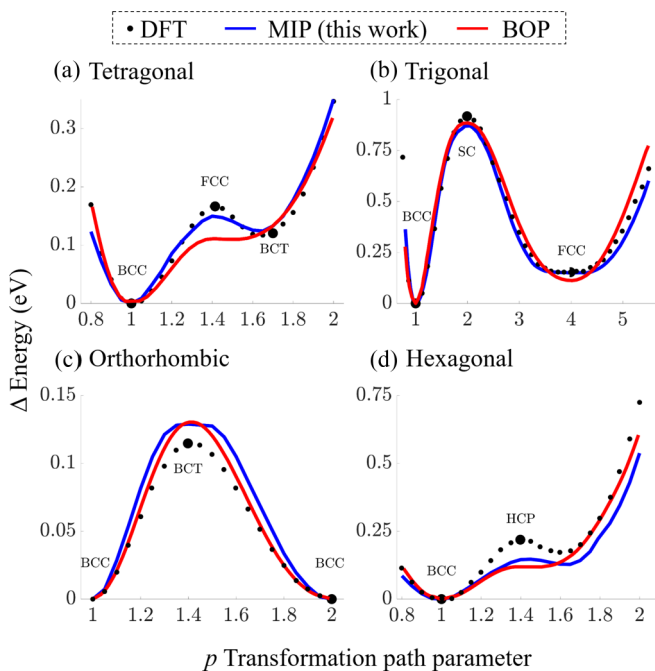 DFT MIP (this work) BOP
(a) Tetragonal
0.3
0.2
0.1
0
FCC
BCC
BCT
0.8 1 1.2 1.4 1.6 1.8 2
(b) Trigonal
1
0.75
0.5
0.25
0
SC
BCC
FCC
1 2 3 4 5
Δ Energy (eV)
(c) Orthorhombic
0.15
0.1
0.05
0
BCT
BCC
BCC
1 1.2 1.4 1.6 1.8 2
(d) Hexagonal
0.75
0.5
0.25
0
HCP
BCC
0.8 1 1.2 1.4 1.6 1.8 2
p Transformation path parameter